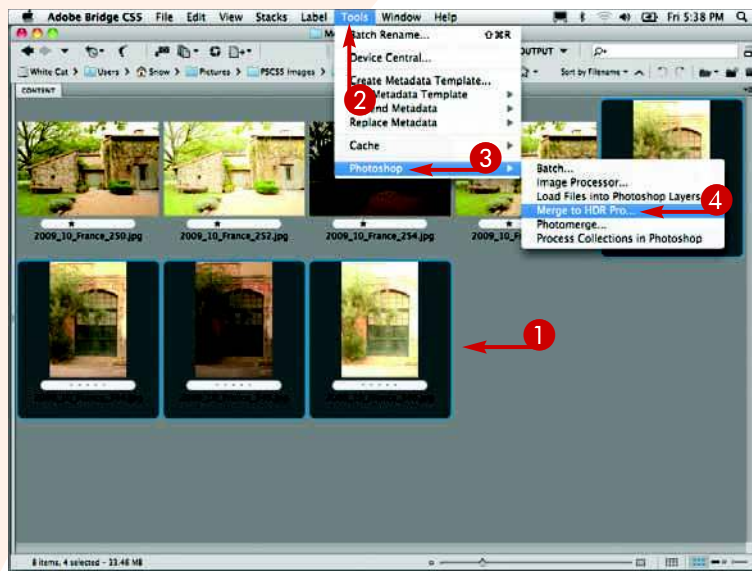 Adobe Bridge CS5 File Edit View Stacks Label Tools Window Help Fri 5:38 PM
Batch Rename... ⇧⌘R
OUTPUT
Device Central...
White Cat > Users > Snow > Pictures > PSCS5 Images >
Sort by Filename
Create Metadata Template...
Metadata Template
2
CONTENT
end Metadata
Replace Metadata
Cache
Photoshop
3
Batch...
Image Processor...
Load Files into Photoshop Layers
Merge to HDR Pro...
4
Photomerge...
Process Collections in Photoshop
2009_10_France_250.jpg
2009_10_France_252.jpg
2009_10_France_254.jpg
1
8 items, 4 selected - 33.46 MB